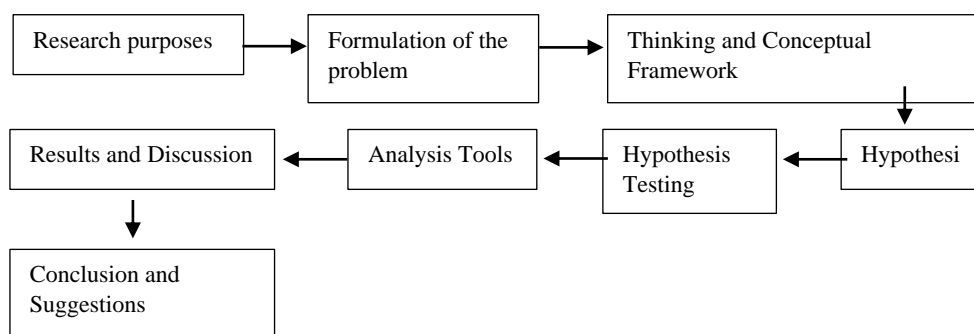 Research purposes
Formulation of the
problem
Thinking and Conceptual
Framework
Hypothesi
Hypothesis
Testing
Analysis Tools
Results and Discussion
Conclusion and
Suggestions